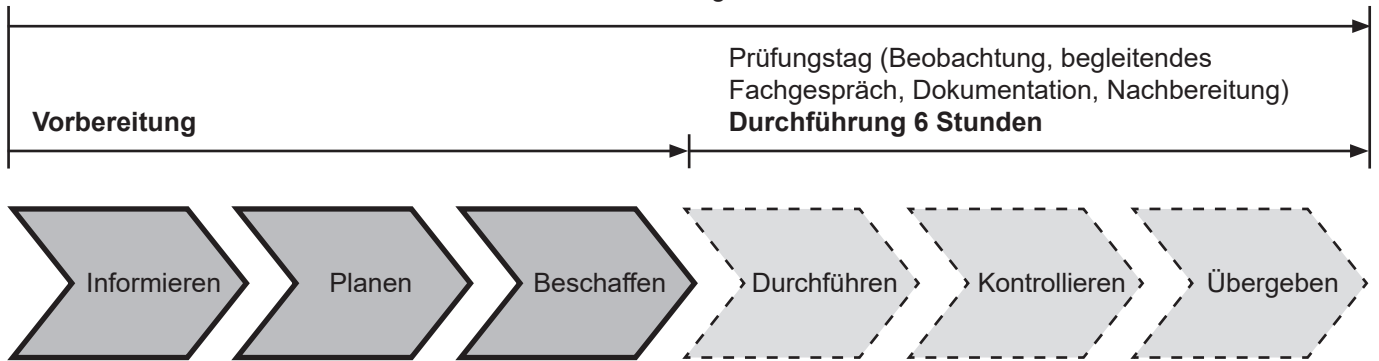 Prüfungstag (Beobachtung, begleitendes
Fachgespräch, Dokumentation, Nachbereitung)
Vorbereitung
Durchführung 6 Stunden
Informieren
Planen
Beschaffen
Durchführen
Kontrollieren
Übergeben